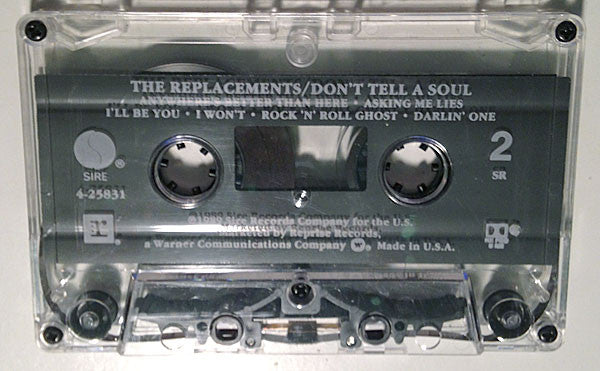 THE REPLACEMENTS/DON'T TELL A SOUL
ANYWHERE'S BETTER THAN HERE • ASKING ME LIES
I'LL BE YOU • I WON'T • ROCK 'N' ROLL GHOST • DARLIN' ONE
SIRE ®
4-25831
2
SR
R
℗©1989 Sire Records Company for the U.S.
Marketed by Reprise Records,
a Warner Communications Company Ⓦ. Made in U.S.A.